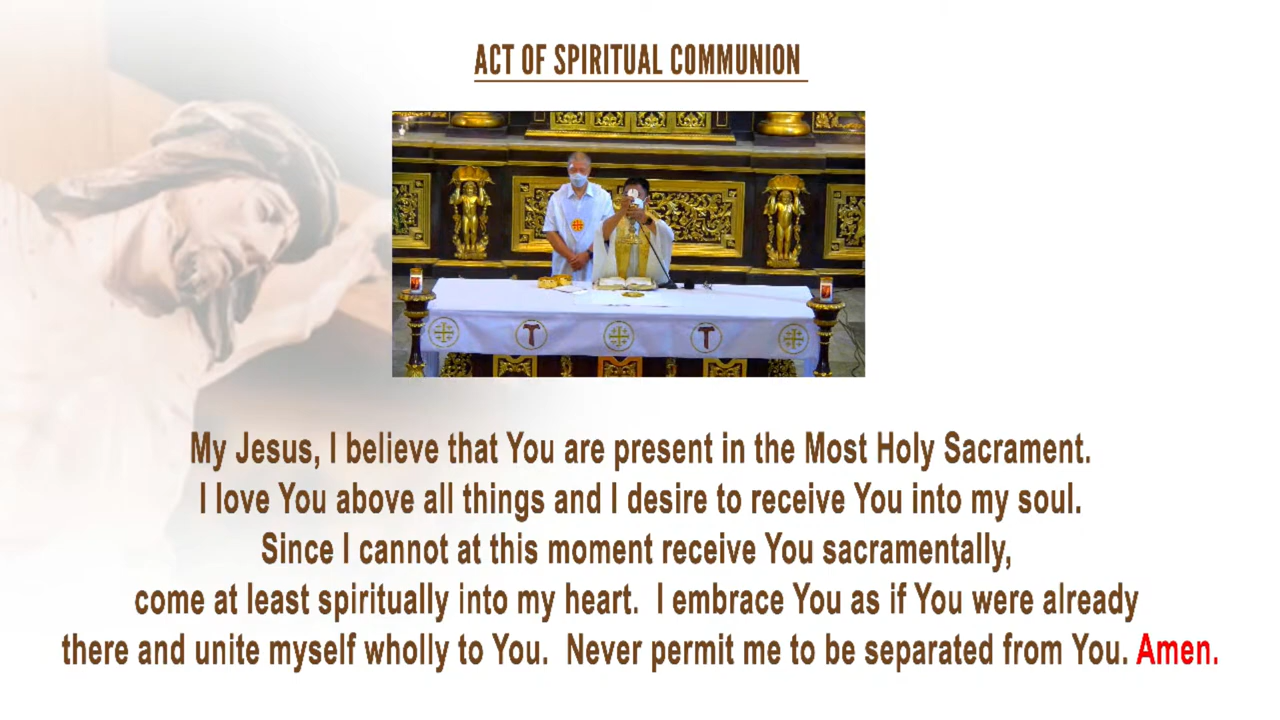 ACT OF SPIRITUAL COMMUNION
My Jesus, I believe that You are present in the Most Holy Sacrament.
I love You above all things and I desire to receive You into my soul.
Since I cannot at this moment receive You sacramentally,
come at least spiritually into my heart.  I embrace You as if You were already
there and unite myself wholly to You.  Never permit me to be separated from You. Amen.